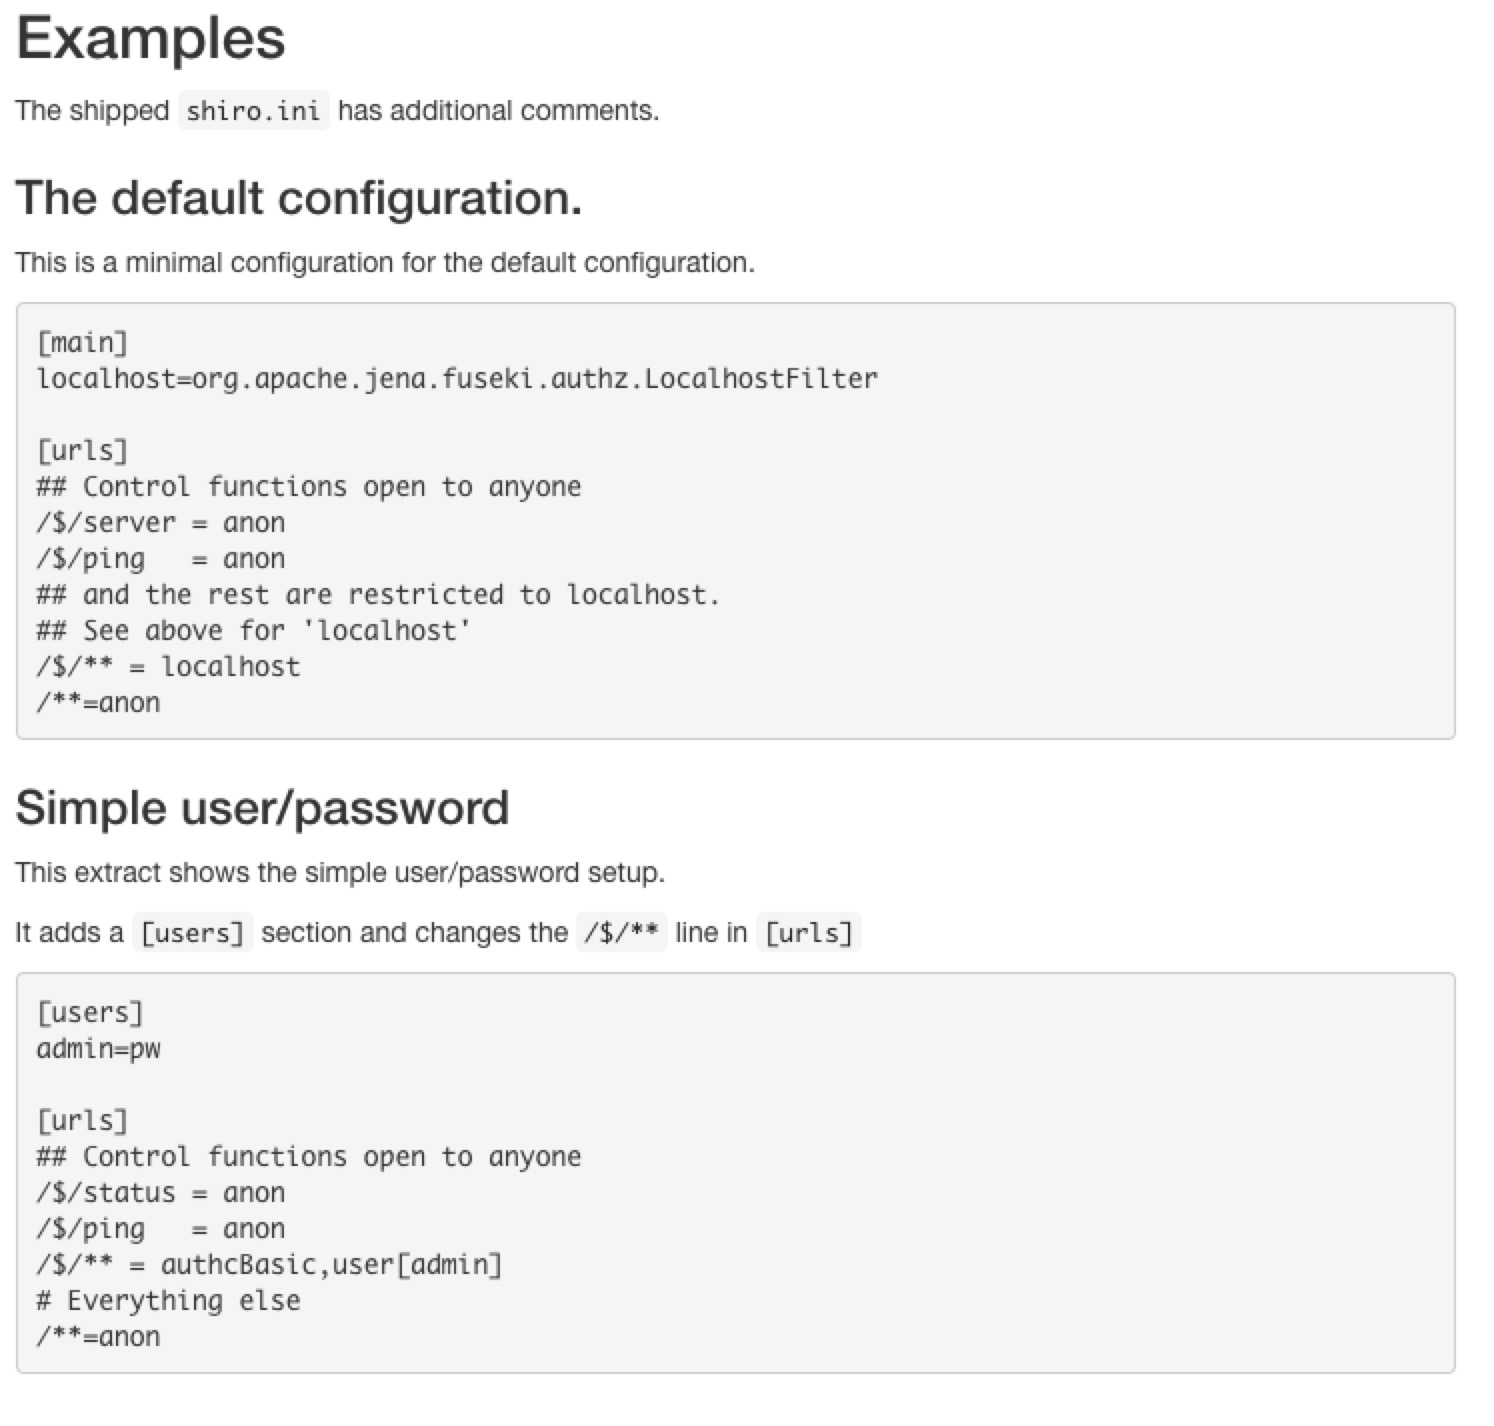 Examples
The shipped shiro.ini has additional comments.
The default configuration.
This is a minimal configuration for the default configuration.
[main]
localhost=org.apache.jena.fuseki.authz.LocalhostFilter
[urls]
## Control functions open to anyone
/$/server = anon
/$/ping   = anon
## and the rest are restricted to localhost.
## See above for 'localhost'
/$/** = localhost
/**=anon
Simple user/password
This extract shows the simple user/password setup.
It adds a [users] section and changes the /$/** line in [urls]
[users]
admin=pw
[urls]
## Control functions open to anyone
/$/status = anon
/$/ping   = anon
/$/** = authcBasic,user[admin]
# Everything else
/**=anon